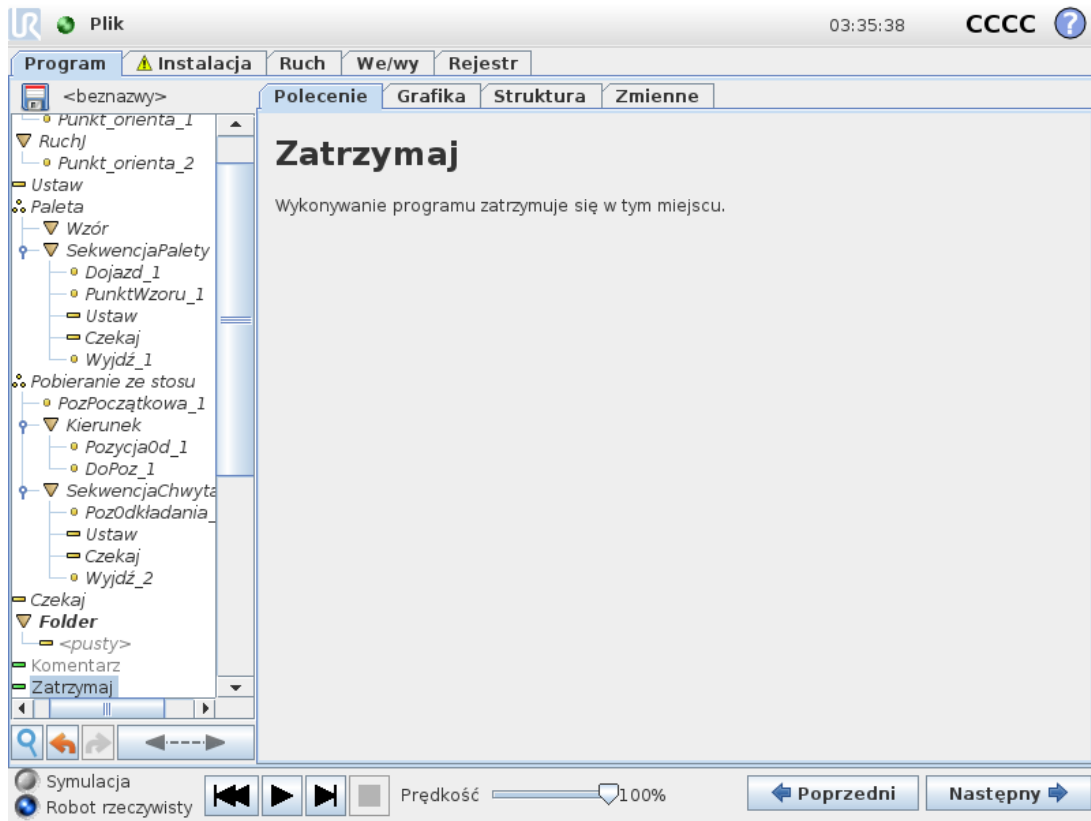 UR Plik 03:35:38 CCCC ?
Program Instalacja Ruch We/wy Rejestr
<beznazwy> Polecenie Grafika Struktura Zmienne
Punkt_orienta_1
RuchJ
Punkt_orienta_2
Ustaw
Paleta
Wzór
SekwencjaPalety
Dojazd_1
PunktWzoru_1
Ustaw
Czekaj
Wyjdź_1
Pobieranie ze stosu
PozPoczątkowa_1
Kierunek
PozycjaOd_1
DoPoz_1
SekwencjaChwyta
PozOdkładania_
Ustaw
Czekaj
Wyjdź_2
Czekaj
Folder
<pusty>
Komentarz
Zatrzymaj
Zatrzymaj
Wykonywanie programu zatrzymuje się w tym miejscu.
Symulacja
Robot rzeczywisty
Prędkość 100% Poprzedni Następny